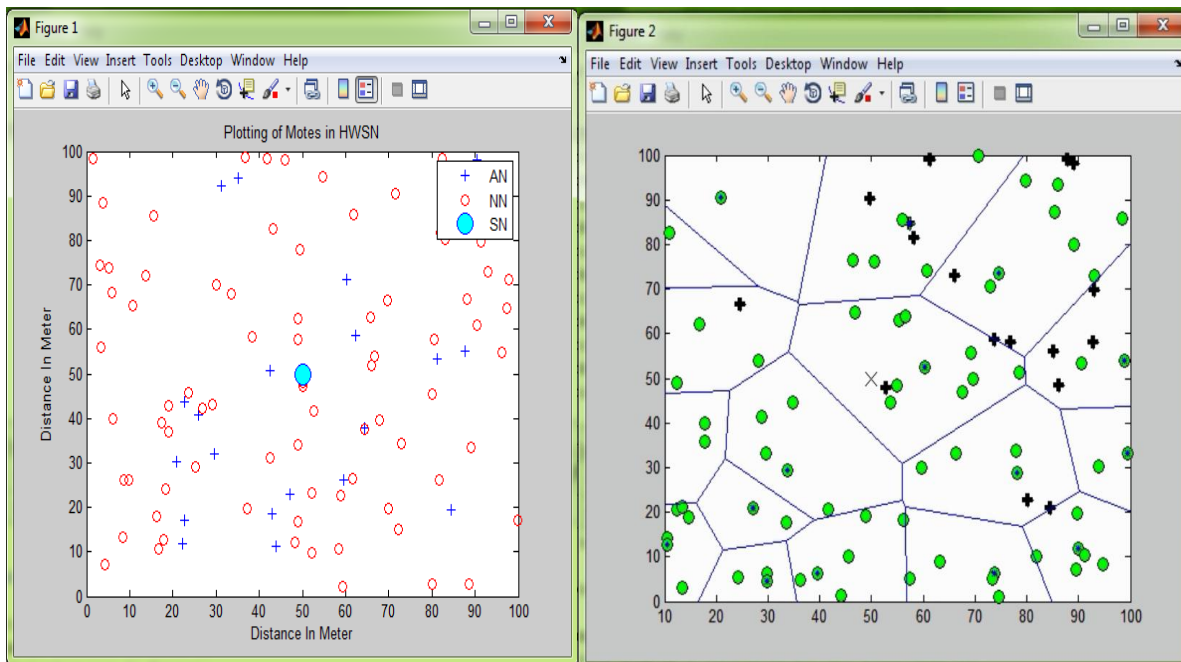 Figure 1
File Edit View Insert Tools Desktop Window Help
Plotting of Motes in HWSN
AN
NN
SN
100
90
80
70
60
50
40
30
20
10
0
0 10 20 30 40 50 60 70 80 90 100
Distance In Meter
Distance In Meter
Figure 2
File Edit View Insert Tools Desktop Window Help
100
90
80
70
60
50
40
30
20
10
0
10 20 30 40 50 60 70 80 90 100